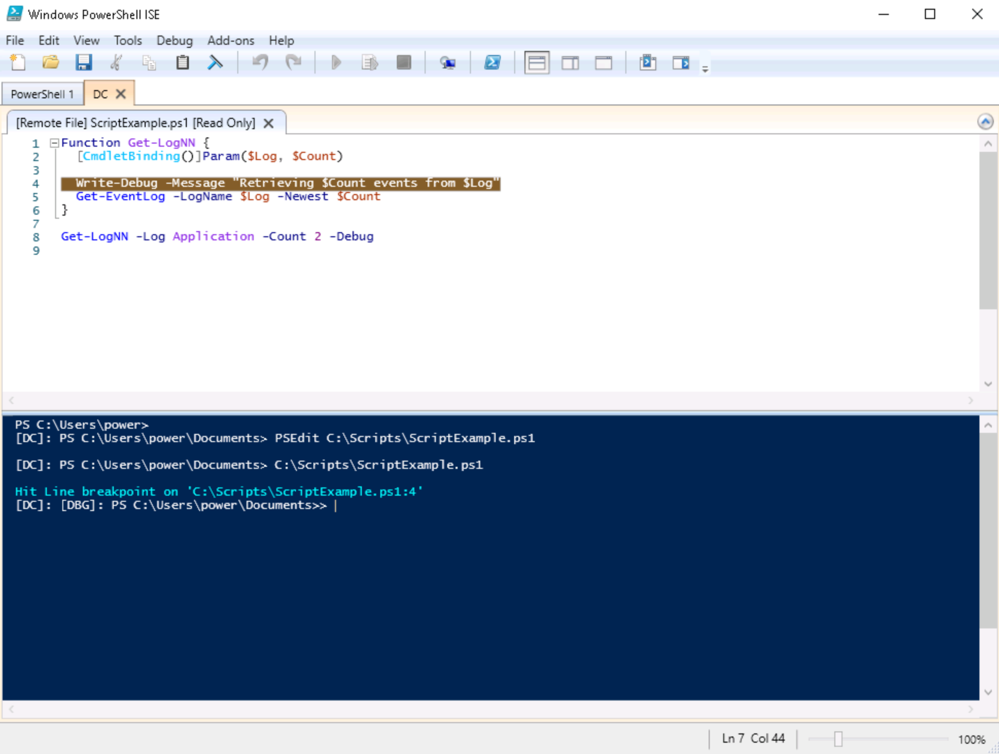 Windows PowerShell ISE
File Edit View Tools Debug Add-ons Help
PowerShell 1 DC
[Remote File] ScriptExample.ps1 [Read Only]
1 Function Get-LogNN {
2 [CmdletBinding()]Param($Log, $Count)
3
4 Write-Debug -Message "Retrieving $Count events from $Log"
5 Get-EventLog -LogName $Log -Newest $Count
6 }
7
8 Get-LogNN -Log Application -Count 2 -Debug
9
PS C:\Users\power>
[DC]: PS C:\Users\power\Documents> PSEdit C:\Scripts\ScriptExample.ps1
[DC]: PS C:\Users\power\Documents> C:\Scripts\ScriptExample.ps1
Hit Line breakpoint on 'C:\Scripts\ScriptExample.ps1:4'
[DC]: [DBG]: PS C:\Users\power\Documents>>
Ln 7 Col 44 100%